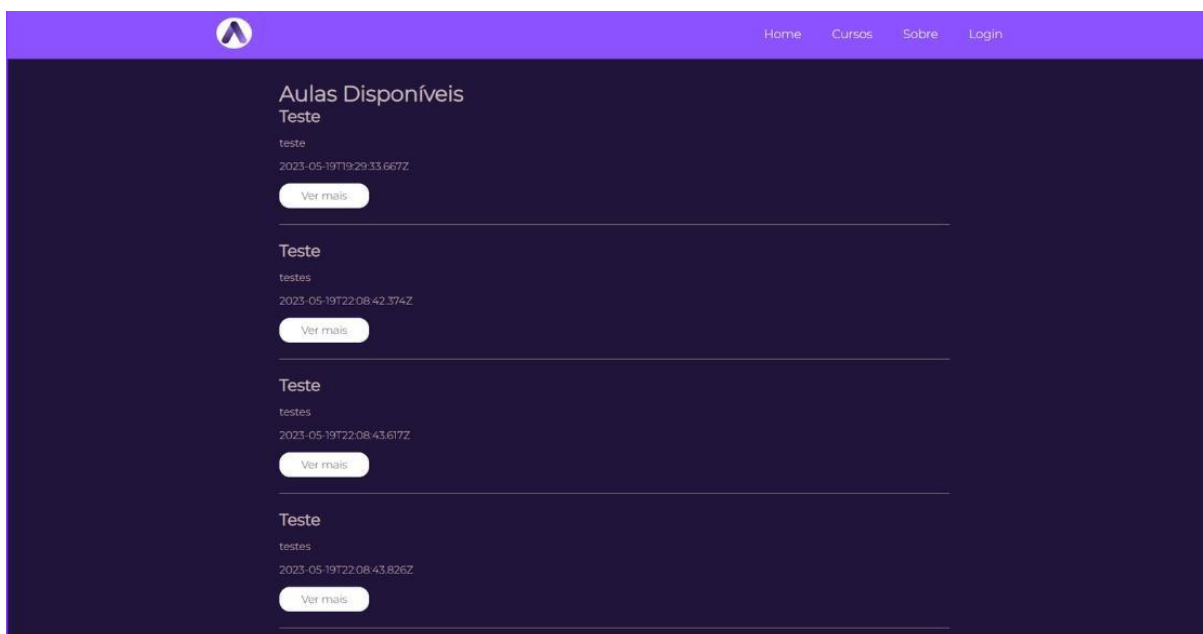 Home Cursos Sobre Login
Aulas Disponíveis
Teste
teste
2023-05-19T19:29:33.667Z
Ver mais
Teste
testes
2023-05-19T22:08:42.374Z
Ver mais
Teste
testes
2023-05-19T22:08:43.617Z
Ver mais
Teste
testes
2023-05-19T22:08:43.826Z
Ver mais